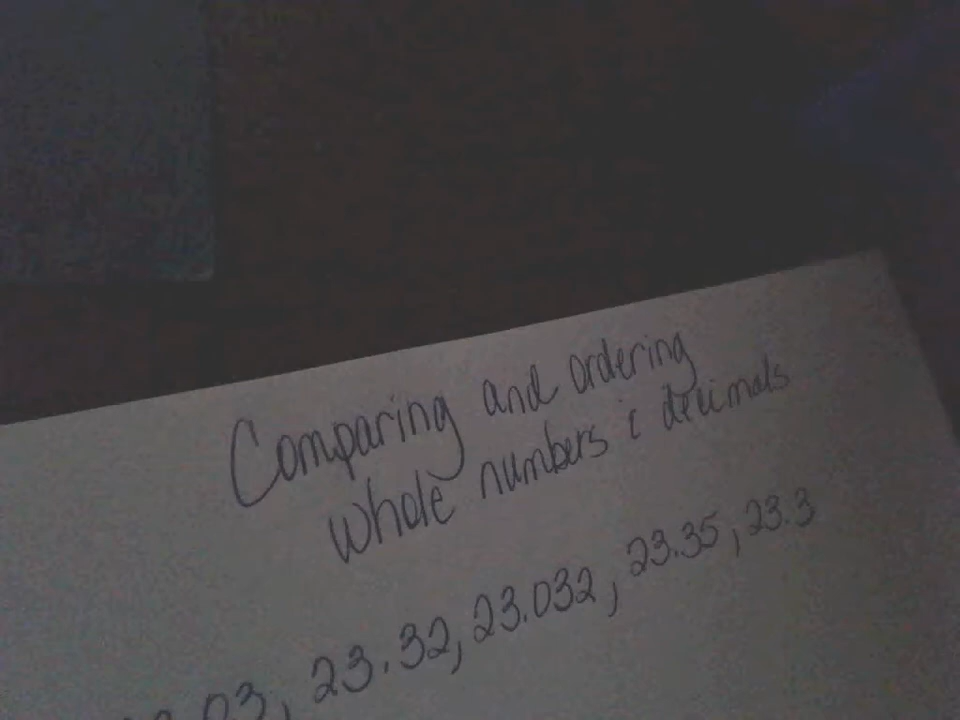 Comparing and ordering
whole numbers & decimals
23.32, 23.032, 23.35, 23.3